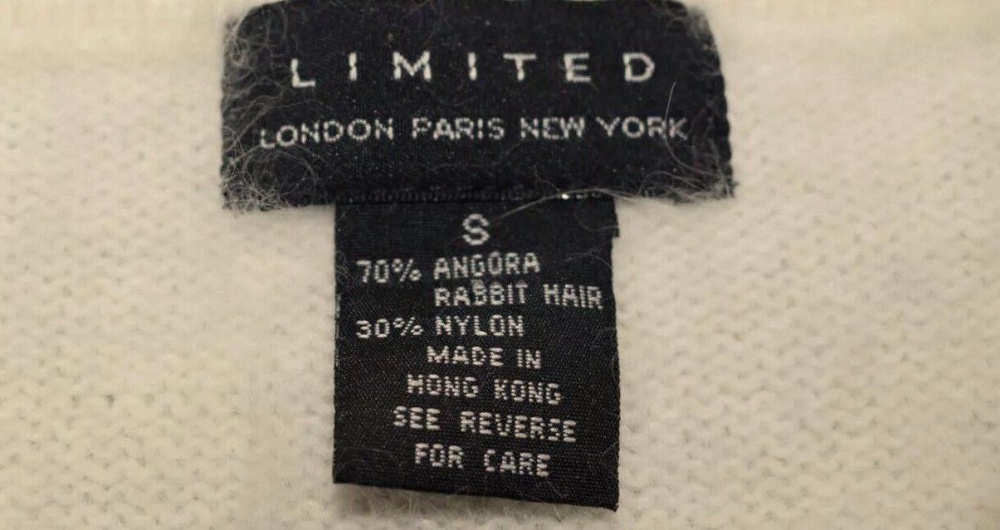 LIMITED
LONDON PARIS NEW YORK
S
70% ANGORA
RABBIT HAIR
30% NYLON
MADE IN
HONG KONG
SEE REVERSE
FOR CARE